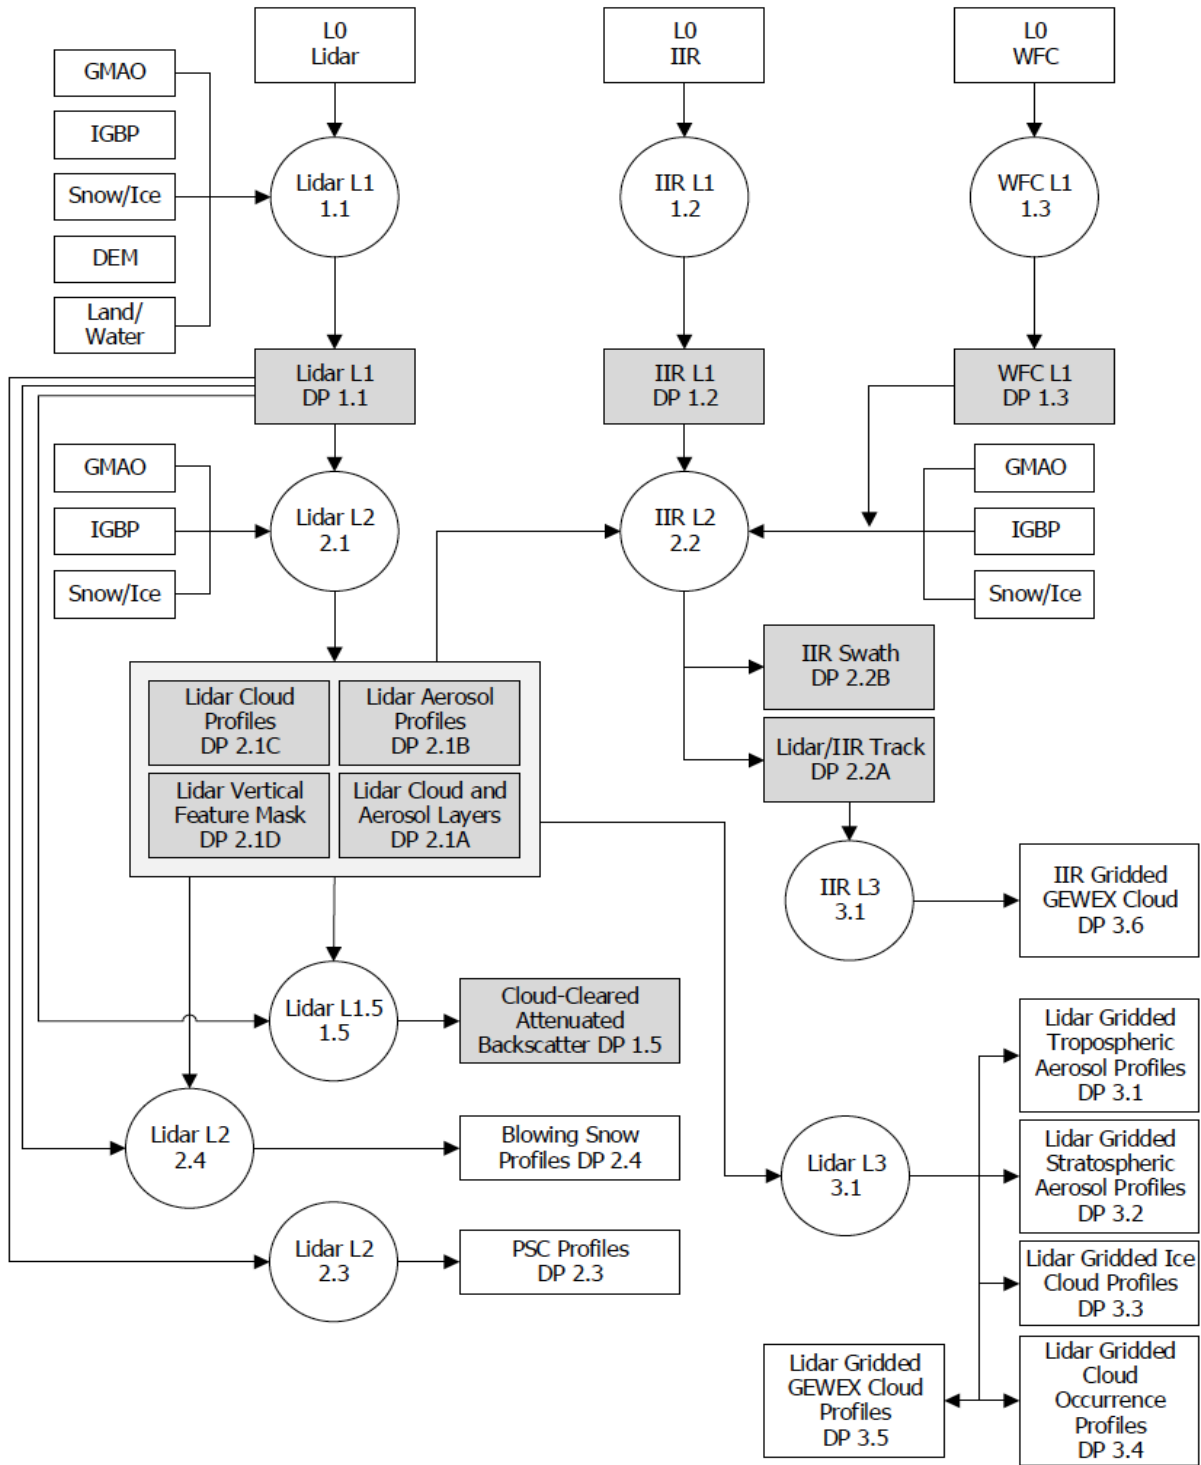 L0
Lidar
L0
IIR
L0
WFC
GMAO
IGBP
Snow/Ice
DEM
Land/
Water
Lidar L1
1.1
IIR L1
1.2
WFC L1
1.3
Lidar L1
DP 1.1
IIR L1
DP 1.2
WFC L1
DP 1.3
GMAO
IGBP
Snow/Ice
Lidar L2
2.1
IIR L2
2.2
GMAO
IGBP
Snow/Ice
Lidar Cloud
Profiles
DP 2.1C
Lidar Aerosol
Profiles
DP 2.1B
Lidar Vertical
Feature Mask
DP 2.1D
Lidar Cloud and
Aerosol Layers
DP 2.1A
IIR Swath
DP 2.2B
Lidar/IIR Track
DP 2.2A
IIR L3
3.1
IIR Gridded
GEWEX Cloud
DP 3.6
Lidar L1.5
1.5
Cloud-Cleared
Attenuated
Backscatter DP 1.5
Lidar L2
2.4
Blowing Snow
Profiles DP 2.4
Lidar L2
2.3
PSC Profiles
DP 2.3
Lidar L3
3.1
Lidar Gridded
Tropospheric
Aerosol Profiles
DP 3.1
Lidar Gridded
Stratospheric
Aerosol Profiles
DP 3.2
Lidar Gridded Ice
Cloud Profiles
DP 3.3
Lidar Gridded
GEWEX Cloud
Profiles
DP 3.5
Lidar Gridded
Cloud
Occurrence
Profiles
DP 3.4